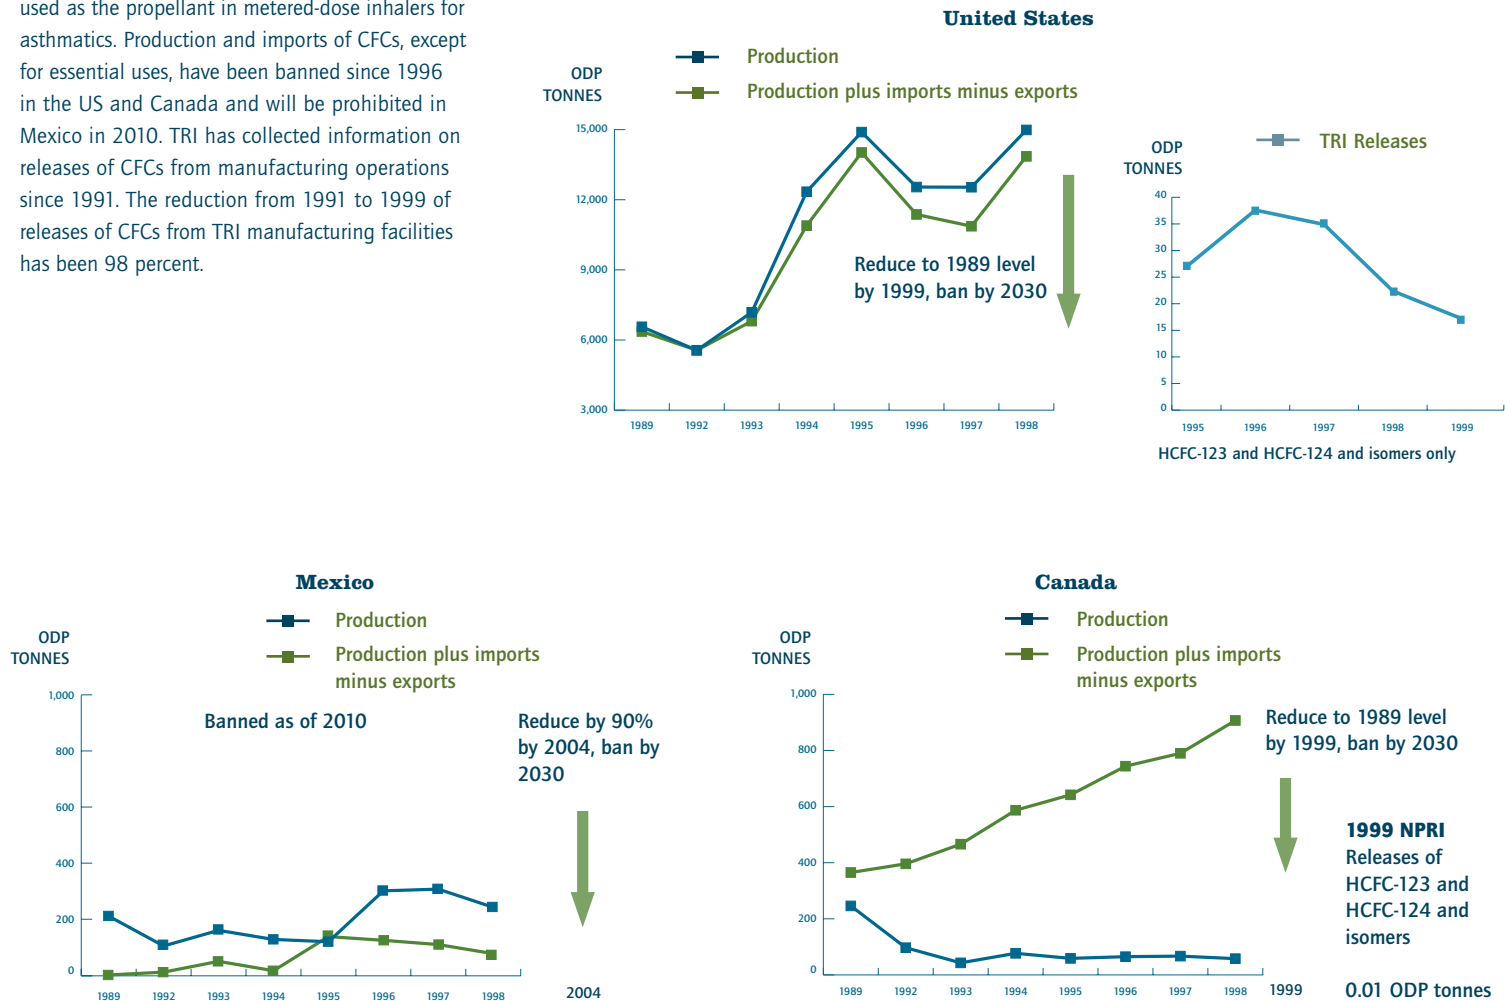 used as the propellant in metered-dose inhalers for
asthmatics. Production and imports of CFCs, except
for essential uses, have been banned since 1996
in the US and Canada and will be prohibited in
Mexico in 2010. TRI has collected information on
releases of CFCs from manufacturing operations
since 1991. The reduction from 1991 to 1999 of
releases of CFCs from TRI manufacturing facilities
has been 98 percent.
United States
Production
Production plus imports minus exports
ODP
TONNES
15,000
12,000
9,000
6,000
3,000
1989 1992 1993 1994 1995 1996 1997 1998
Reduce to 1989 level
by 1999, ban by 2030
TRI Releases
ODP
TONNES
40
35
30
25
20
15
10
5
0
1995 1996 1997 1998 1999
HCFC-123 and HCFC-124 and isomers only
Mexico
Production
Production plus imports
minus exports
ODP
TONNES
1,000
800
600
400
200
0
1989 1992 1993 1994 1995 1996 1997 1998
Banned as of 2010
Reduce by 90%
by 2004, ban by
2030
2004
Canada
Production
Production plus imports
minus exports
ODP
TONNES
1,000
800
600
400
200
0
1989 1992 1993 1994 1995 1996 1997 1998
Reduce to 1989 level
by 1999, ban by 2030
1999
1999 NPRI
Releases of
HCFC-123 and
HCFC-124 and
isomers
0.01 ODP tonnes